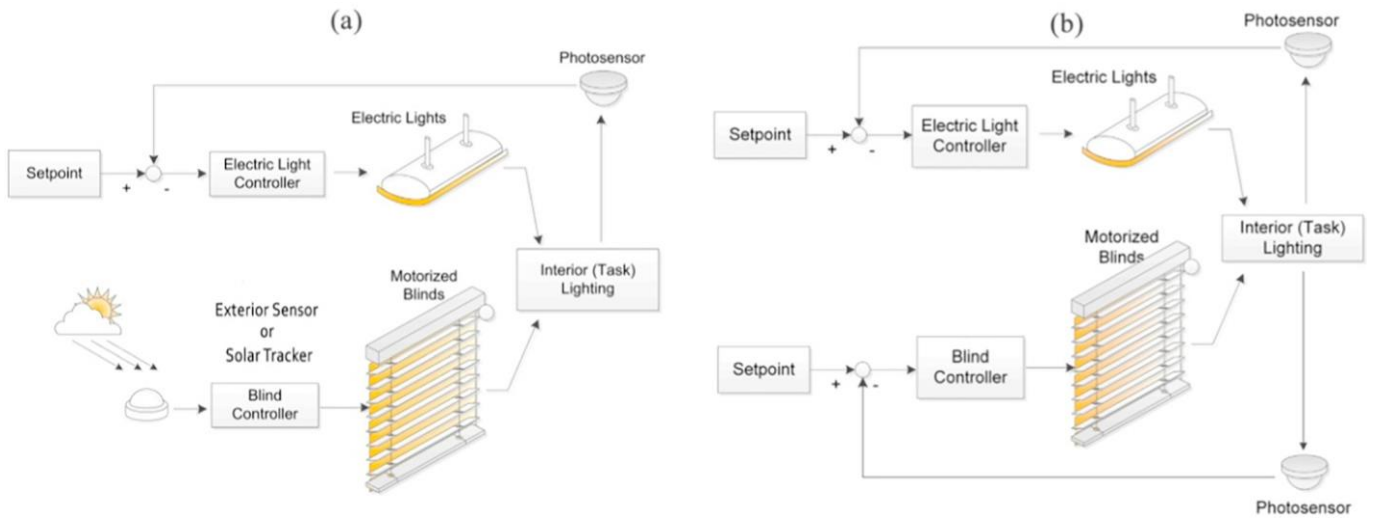 (a)
Photosensor
Electric Lights
Setpoint
+
-
Electric Light
Controller
Interior (Task)
Lighting
Motorized
Blinds
Exterior Sensor
or
Solar Tracker
Blind
Controller
(b)
Photosensor
Electric Lights
Setpoint
+
-
Electric Light
Controller
Interior (Task)
Lighting
Motorized
Blinds
Setpoint
+
-
Blind
Controller
Photosensor